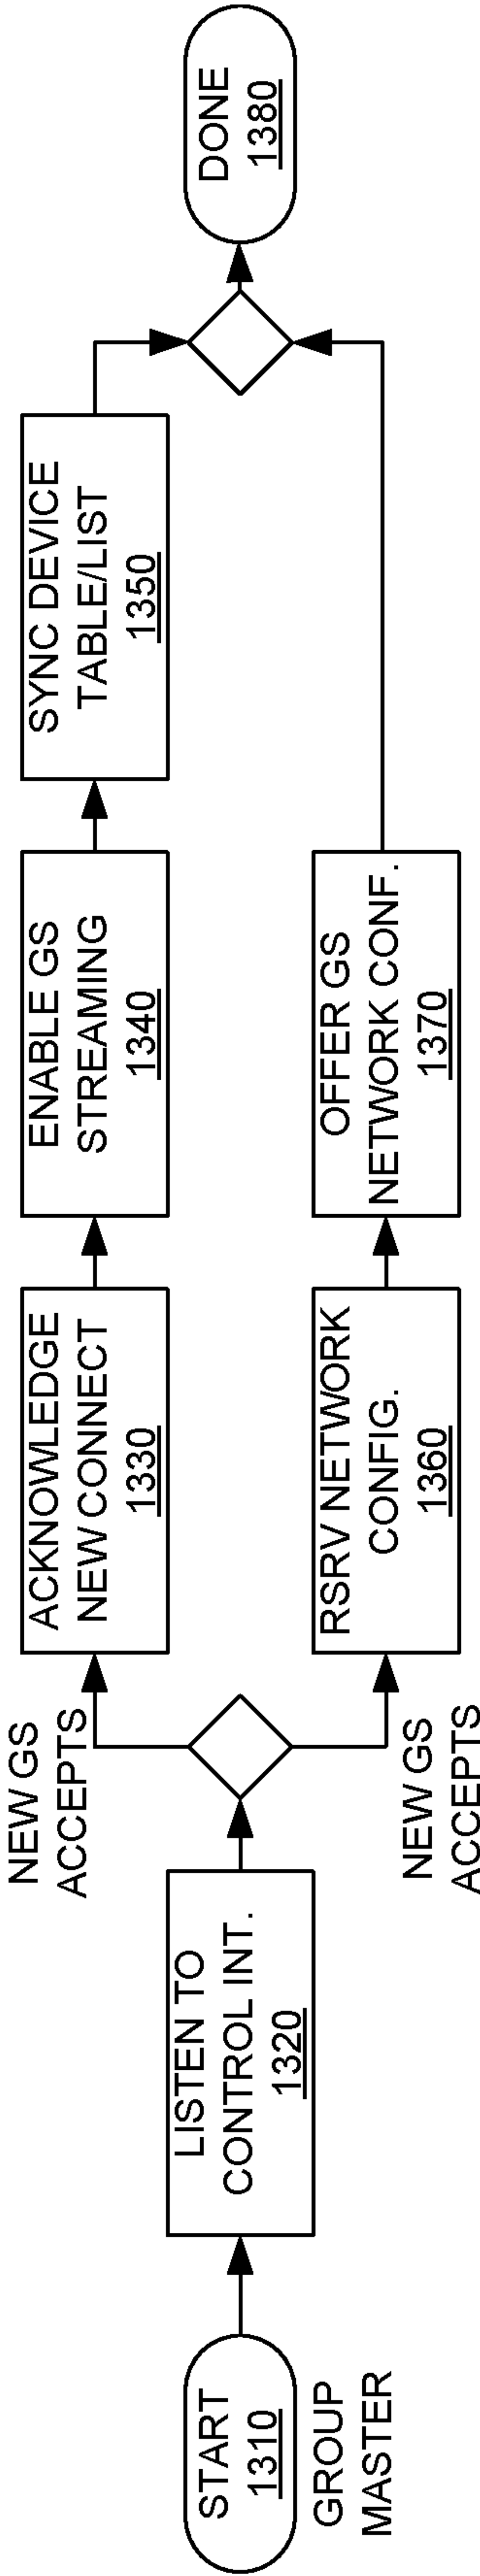 START
1310
GROUP
MASTER
LISTEN TO
CONTROL INT.
1320
NEW GS
ACCEPTS
ACKNOWLEDGE
NEW CONNECT
1330
ENABLE GS
STREAMING
1340
SYNC DEVICE
TABLE/LIST
1350
NEW GS
ACCEPTS
RSRV NETWORK
CONFIG.
1360
OFFER GS
NETWORK CONF.
1370
DONE
1380